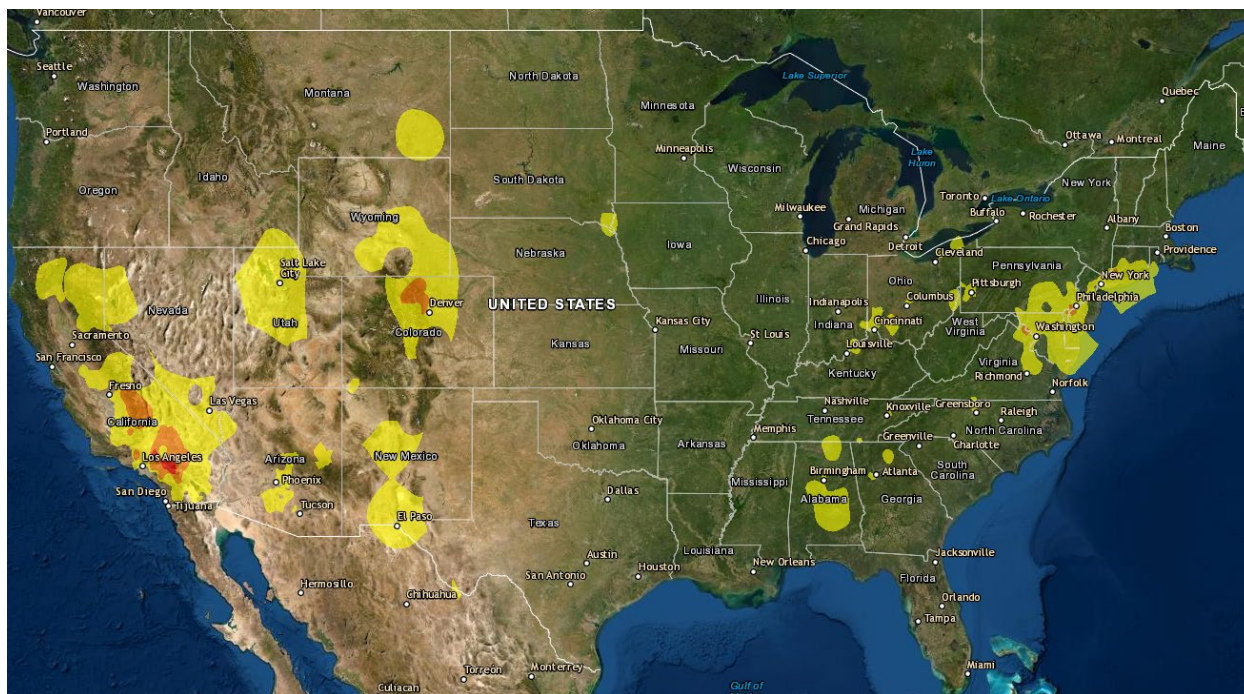 Vancouver
Seattle
Washington
Portland
Oregon
Idaho
Montana
North Dakota
Minnesota
Minneapolis
South Dakota
Wyoming
Wisconsin
Lake Superior
Lake
Huron
Michigan
Grand Rapids
Milwaukee
Chicago
Detroit
Toronto
Lake Ontario
Buffalo
Rochester
Ottawa
Montreal
Quebec
Maine
New York
Albany
Boston
Providence
Nebraska
Iowa
Salt Lake
City
Nevada
Utah
Denver
Colorado
UNITED STATES
Kansas
Kansas City
Missouri
St Louis
Illinois
Indianapolis
Indiana
Ohio
Cleveland
Columbus
Cincinnati
Louisville
Kentucky
Pennsylvania
Pittsburgh
West
Virginia
New York
Philadelphia
Washington
Virginia
Richmond
Norfolk
Sacramento
San Francisco
Fresno
California
Las Vegas
Los Angeles
San Diego
Tijuana
Arizona
Phoenix
Tucson
New Mexico
El Paso
Oklahoma City
Oklahoma
Arkansas
Memphis
Nashville
Tennessee
Knoxville
Greensboro
Raleigh
North Carolina
Greenville
Charlotte
South
Carolina
Birmingham
Alabama
Atlanta
Georgia
Mississippi
Dallas
Texas
Austin
San Antonio
Houston
Louisiana
New Orleans
Jacksonville
Florida
Orlando
Tampa
Miami
Hermosillo
Chihuahua
Torreón
Monterrey
Culiacan
Gulf of